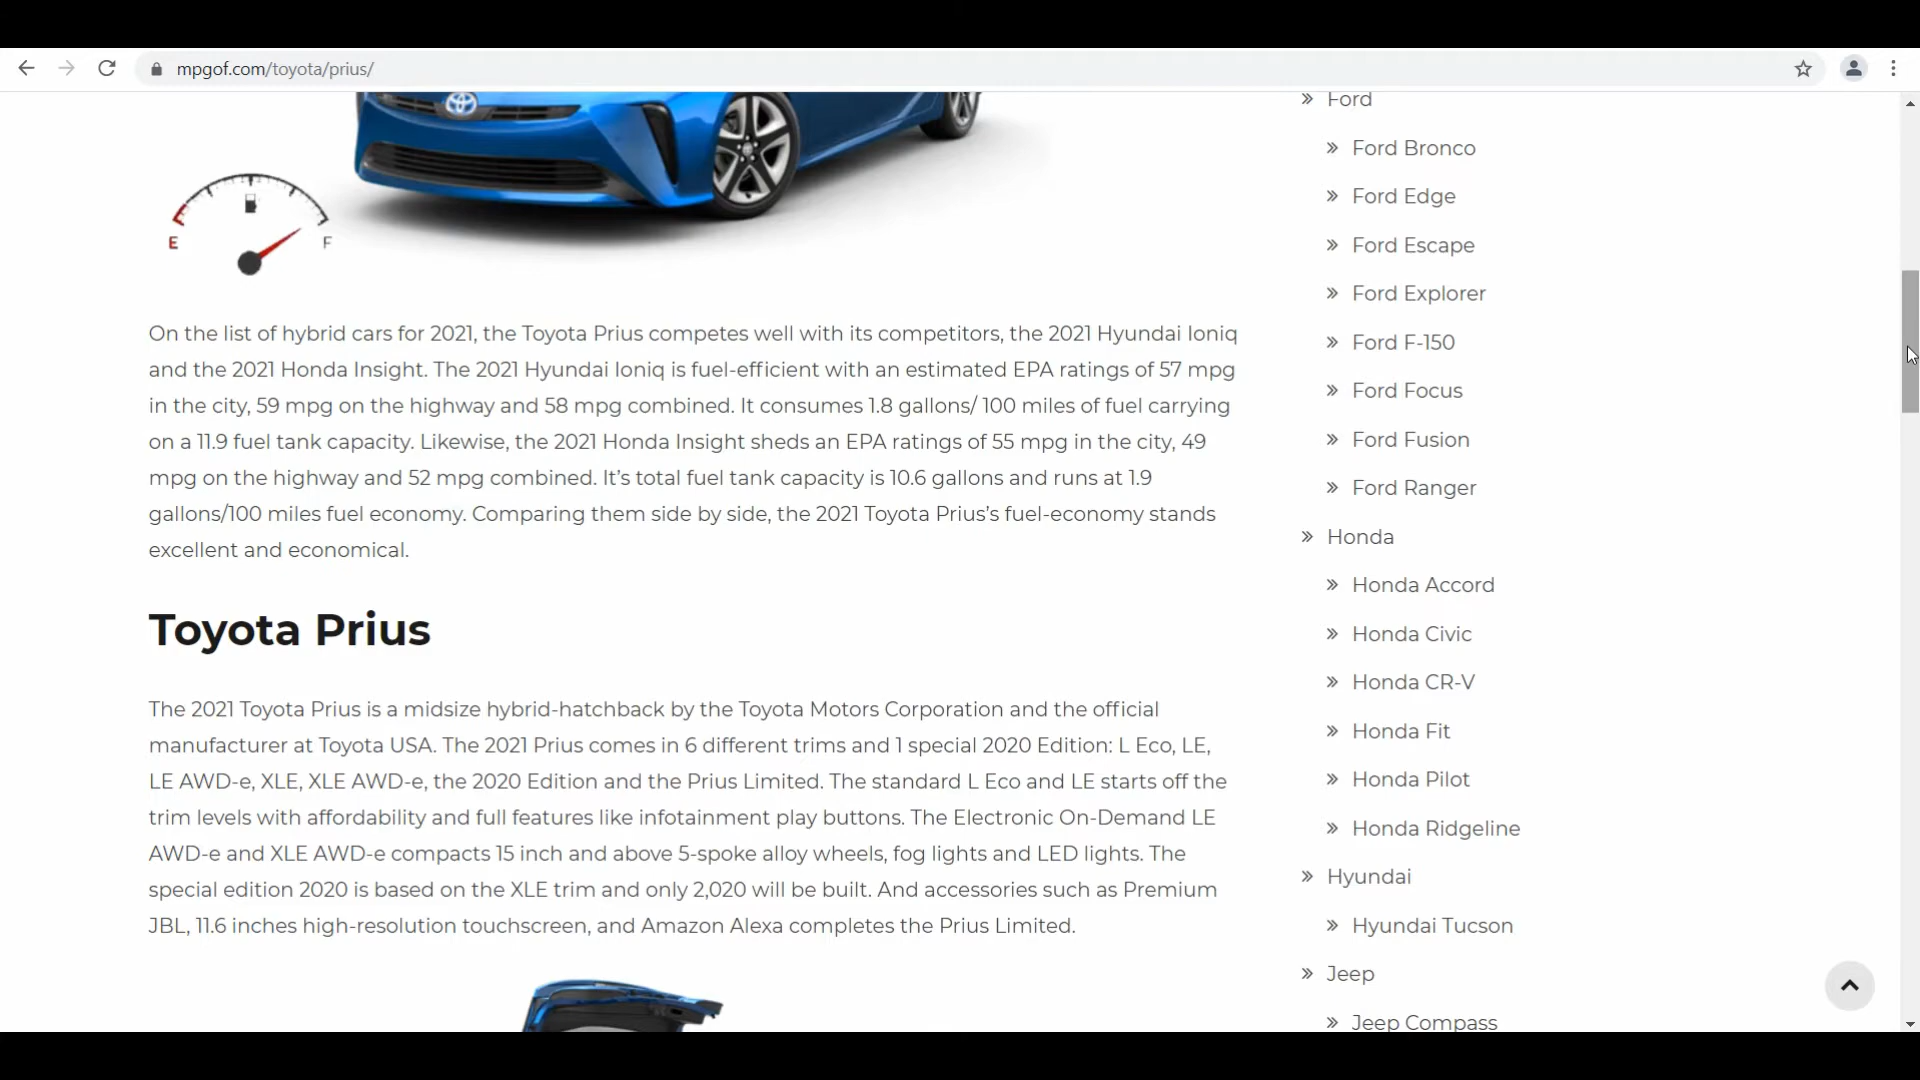 mpgof.com/toyota/prius/
E
F
On the list of hybrid cars for 2021, the Toyota Prius competes well with its competitors, the 2021 Hyundai Ioniq
and the 2021 Honda Insight. The 2021 Hyundai Ioniq is fuel-efficient with an estimated EPA ratings of 57 mpg
in the city, 59 mpg on the highway and 58 mpg combined. It consumes 1.8 gallons/ 100 miles of fuel carrying
on a 11.9 fuel tank capacity. Likewise, the 2021 Honda Insight sheds an EPA ratings of 55 mpg in the city, 49
mpg on the highway and 52 mpg combined. It’s total fuel tank capacity is 10.6 gallons and runs at 1.9
gallons/100 miles fuel economy. Comparing them side by side, the 2021 Toyota Prius’s fuel-economy stands
excellent and economical.
Toyota Prius
The 2021 Toyota Prius is a midsize hybrid-hatchback by the Toyota Motors Corporation and the official
manufacturer at Toyota USA. The 2021 Prius comes in 6 different trims and 1 special 2020 Edition: L Eco, LE,
LE AWD-e, XLE, XLE AWD-e, the 2020 Edition and the Prius Limited. The standard L Eco and LE starts off the
trim levels with affordability and full features like infotainment play buttons. The Electronic On-Demand LE
AWD-e and XLE AWD-e compacts 15 inch and above 5-spoke alloy wheels, fog lights and LED lights. The
special edition 2020 is based on the XLE trim and only 2,020 will be built. And accessories such as Premium
JBL, 11.6 inches high-resolution touchscreen, and Amazon Alexa completes the Prius Limited.
» Ford
» Ford Bronco
» Ford Edge
» Ford Escape
» Ford Explorer
» Ford F-150
» Ford Focus
» Ford Fusion
» Ford Ranger
» Honda
» Honda Accord
» Honda Civic
» Honda CR-V
» Honda Fit
» Honda Pilot
» Honda Ridgeline
» Hyundai
» Hyundai Tucson
» Jeep
» Jeep Compass